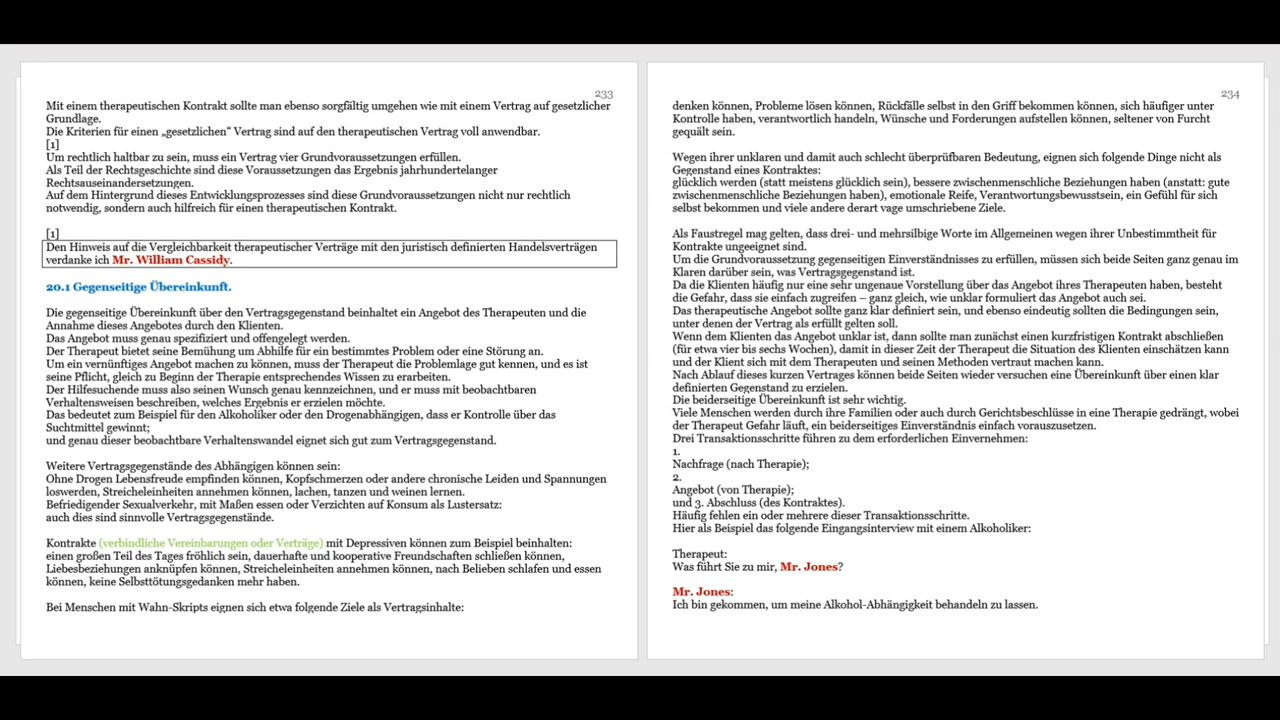 233
Mit einem therapeutischen Kontrakt sollte man ebenso sorgfältig umgehen wie mit einem Vertrag auf gesetzlicher
Grundlage.
Die Kriterien für einen „gesetzlichen“ Vertrag sind auf den therapeutischen Vertrag voll anwendbar.
[1]
Um rechtlich haltbar zu sein, muss ein Vertrag vier Grundvoraussetzungen erfüllen.
Als Teil der Rechtsgeschichte sind diese Voraussetzungen das Ergebnis jahrhundertelanger
Rechtsauseinandersetzungen.
Auf dem Hintergrund dieses Entwicklungsprozesses sind diese Grundvoraussetzungen nicht nur rechtlich
notwendig, sondern auch hilfreich für einen therapeutischen Kontrakt.
[1]
Den Hinweis auf die Vergleichbarkeit therapeutischer Verträge mit den juristisch definierten Handelsverträgen
verdanke ich Mr. William Cassidy.
20.1 Gegenseitige Übereinkunft.
Die gegenseitige Übereinkunft über den Vertragsgegenstand beinhaltet ein Angebot des Therapeuten und die
Annahme dieses Angebotes durch den Klienten.
Das Angebot muss genau spezifiziert und offengelegt werden.
Der Therapeut bietet seine Bemühung um Abhilfe für ein bestimmtes Problem oder eine Störung an.
Um ein vernünftiges Angebot machen zu können, muss der Therapeut die Problemlage gut kennen, und es ist
seine Pflicht, gleich zu Beginn der Therapie entsprechendes Wissen zu erarbeiten.
Der Hilfesuchende muss also seinen Wunsch genau kennzeichnen, und er muss mit beobachtbaren
Verhaltensweisen beschreiben, welches Ergebnis er erzielen möchte.
Das bedeutet zum Beispiel für den Alkoholiker oder den Drogenabhängigen, dass er Kontrolle über das
Suchtmittel gewinnt;
und genau dieser beobachtbare Verhaltenswandel eignet sich gut zum Vertragsgegenstand.
Weitere Vertragsgegenstände des Abhängigen können sein:
Ohne Drogen Lebensfreude empfinden können, Kopfschmerzen oder andere chronische Leiden und Spannungen
loswerden, Streicheleinheiten annehmen können, lachen, tanzen und weinen lernen.
Befriedigender Sexualverkehr, mit Maßen essen oder Verzichten auf Konsum als Lustersatz:
auch dies sind sinnvolle Vertragsgegenstände.
Kontrakte (verbindliche Vereinbarungen oder Verträge) mit Depressiven können zum Beispiel beinhalten:
einen großen Teil des Tages fröhlich sein, dauerhafte und kooperative Freundschaften schließen können,
Liebesbeziehungen anknüpfen können, Streicheleinheiten annehmen können, nach Belieben schlafen und essen
können, keine Selbsttötungsgedanken mehr haben.
Bei Menschen mit Wahn-Skripts eignen sich etwa folgende Ziele als Vertragsinhalte:
234
denken können, Probleme lösen können, Rückfälle selbst in den Griff bekommen können, sich häufiger unter
Kontrolle haben, verantwortlich handeln, Wünsche und Forderungen aufstellen können, seltener von Furcht
gequält sein.
Wegen ihrer unklaren und damit auch schlecht überprüfbaren Bedeutung, eignen sich folgende Dinge nicht als
Gegenstand eines Kontraktes:
glücklich werden (statt meistens glücklich sein), bessere zwischenmenschliche Beziehungen haben (anstatt: gute
zwischenmenschliche Beziehungen haben), emotionale Reife, Verantwortungsbewusstsein, ein Gefühl für sich
selbst bekommen und viele andere derart vage umschriebene Ziele.
Als Faustregel mag gelten, dass drei- und mehrsilbige Worte im Allgemeinen wegen ihrer Unbestimmtheit für
Kontrakte ungeeignet sind.
Um die Grundvoraussetzung gegenseitigen Einverständnisses zu erfüllen, müssen sich beide Seiten ganz genau im
Klaren darüber sein, was Vertragsgegenstand ist.
Da die Klienten häufig nur eine sehr ungenaue Vorstellung über das Angebot ihres Therapeuten haben, besteht
die Gefahr, dass sie einfach zugreifen – ganz gleich, wie unklar formuliert das Angebot auch sei.
Das therapeutische Angebot sollte ganz klar definiert sein, und ebenso eindeutig sollten die Bedingungen sein,
unter denen der Vertrag als erfüllt gelten soll.
Wenn dem Klienten das Angebot unklar ist, dann sollte man zunächst einen kurzfristigen Kontrakt abschließen
(für etwa vier bis sechs Wochen), damit in dieser Zeit der Therapeut die Situation des Klienten einschätzen kann
und der Klient sich mit dem Therapeuten und seinen Methoden vertraut machen kann.
Nach Ablauf dieses kurzen Vertrages können beide Seiten wieder versuchen eine Übereinkunft über einen klar
definierten Gegenstand zu erzielen.
Die beiderseitige Übereinkunft ist sehr wichtig.
Viele Menschen werden durch ihre Familien oder auch durch Gerichtsbeschlüsse in eine Therapie gedrängt, wobei
der Therapeut Gefahr läuft, ein beiderseitiges Einverständnis einfach vorauszusetzen.
Drei Transaktionsschritte führen zu dem erforderlichen Einvernehmen:
1.
Nachfrage (nach Therapie);
2.
Angebot (von Therapie);
und 3. Abschluss (des Kontraktes).
Häufig fehlen ein oder mehrere dieser Transaktionsschritte.
Hier als Beispiel das folgende Eingangsinterview mit einem Alkoholiker:
Therapeut:
Was führt Sie zu mir, Mr. Jones?
Mr. Jones:
Ich bin gekommen, um meine Alkohol-Abhängigkeit behandeln zu lassen.